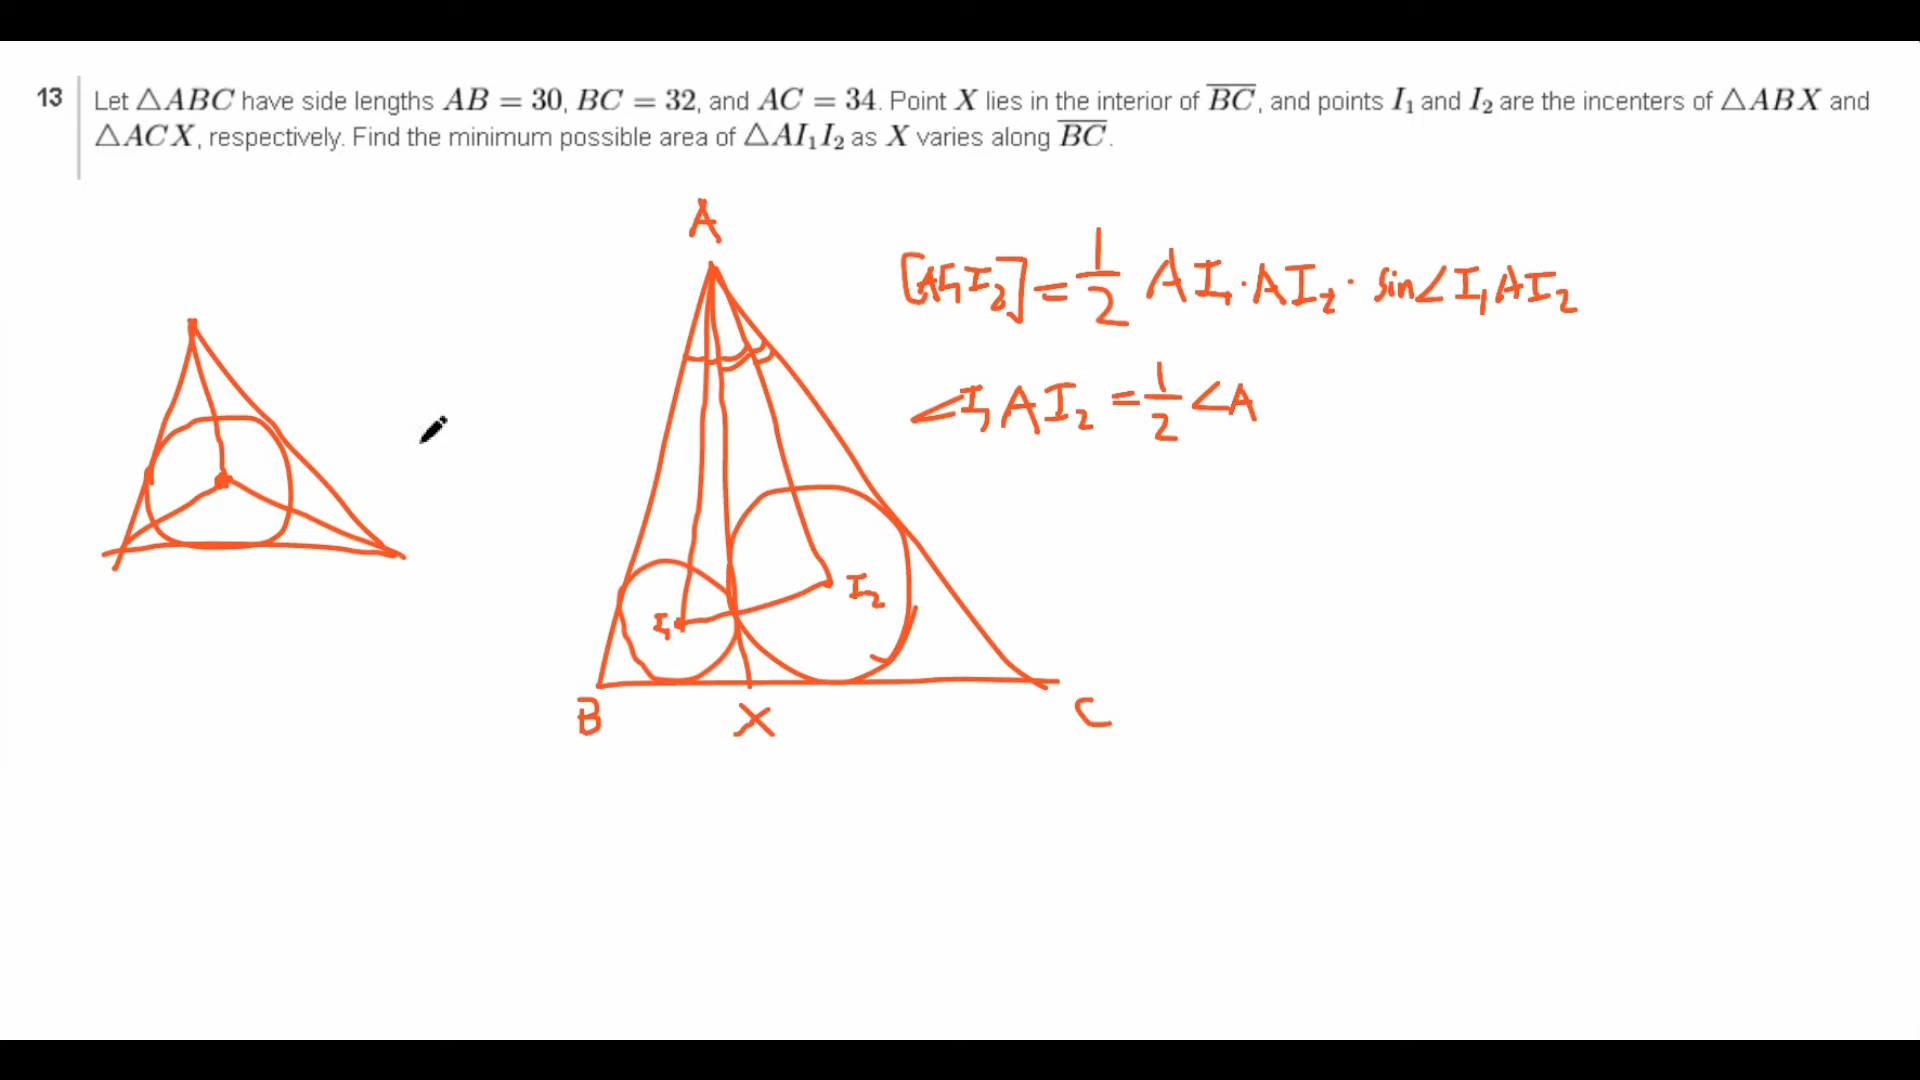 13 Let △ABC have side lengths AB = 30, BC = 32, and AC = 34. Point X lies in the interior of \overline{BC}, and points I₁ and I₂ are the incenters of △ABX and
△ACX, respectively. Find the minimum possible area of △AI₁I₂ as X varies along \overline{BC}.
A
[AI₁I₂] = 1/2 AI₁ · AI₂ · sin∠I₁AI₂
∠I₁AI₂ = 1/2 ∠A
I₁ I₂
B X C